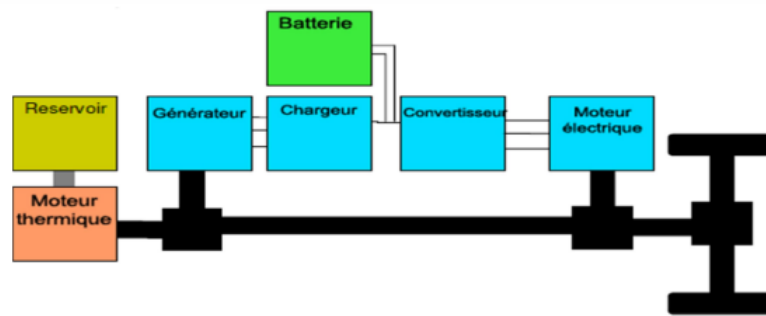 Batterie
Reservoir
Générateur
Chargeur
Convertisseur
Moteur
électrique
Moteur
thermique